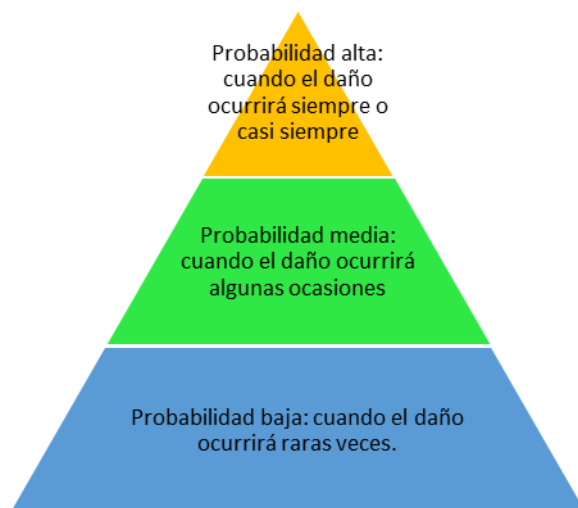 Probabilidad alta:
cuando el daño
ocurrirá siempre o
casi siempre
Probabilidad media:
cuando el daño ocurrirá
algunas ocasiones
Probabilidad baja: cuando el daño
ocurrirá raras veces.